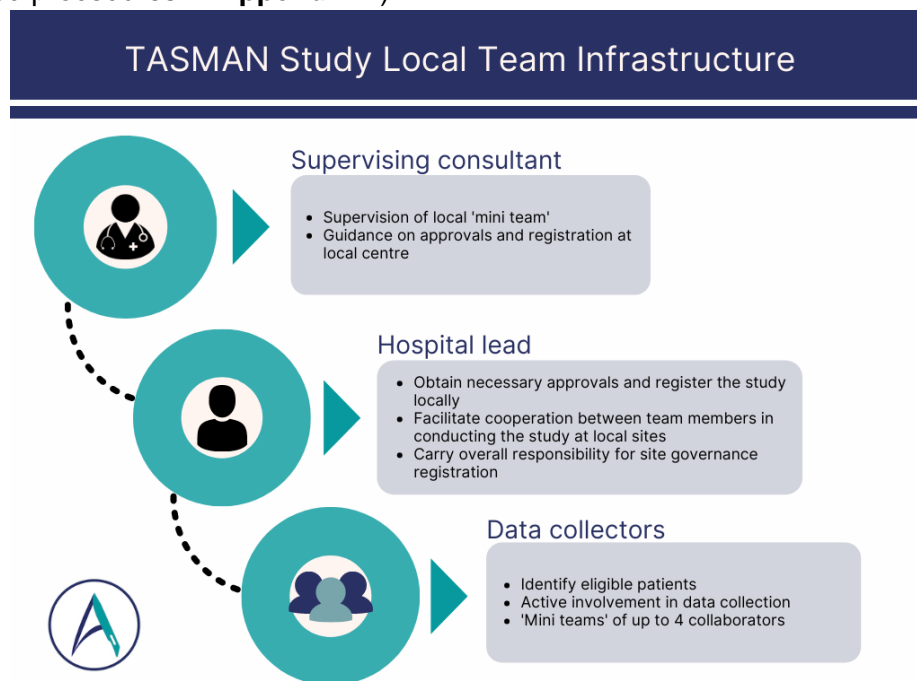 TASMAN Study Local Team Infrastructure
Supervising consultant
• Supervision of local 'mini team'
• Guidance on approvals and registration at
local centre
Hospital lead
• Obtain necessary approvals and register the study
locally
• Facilitate cooperation between team members in
conducting the study at local sites
• Carry overall responsibility for site governance
registration
Data collectors
• Identify eligible patients
• Active involvement in data collection
• 'Mini teams' of up to 4 collaborators